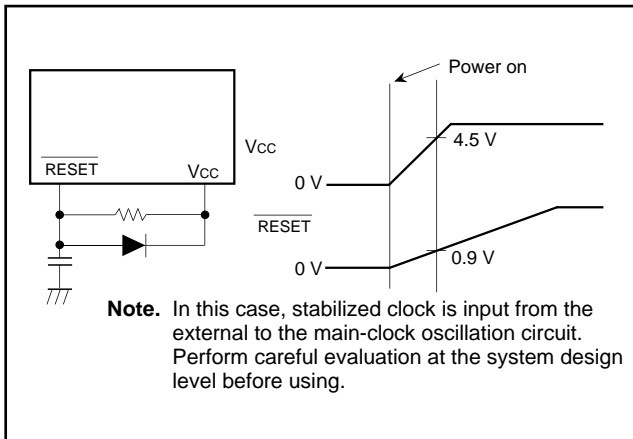 Power on
VCC
4.5 V
RESET
VCC
0 V
RESET
0.9 V
0 V
Note. In this case, stabilized clock is input from the
external to the main-clock oscillation circuit.
Perform careful evaluation at the system design
level before using.